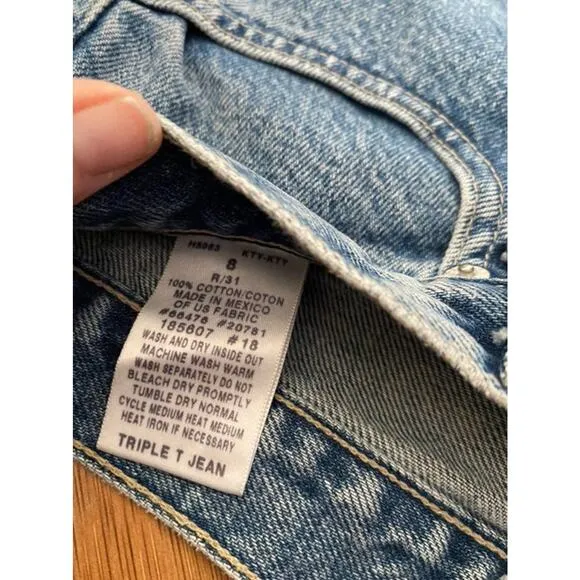 H5063 KTY-KTY
8
R/31
100% COTTON/COTON
MADE IN MEXICO
OF US FABRIC
#66476 #20781
185607 #18
WASH AND DRY INSIDE OUT
MACHINE WASH WARM
WASH SEPARATELY DO NOT
BLEACH DRY PROMPTLY
TUMBLE DRY NORMAL
CYCLE MEDIUM HEAT MEDIUM
HEAT IRON IF NECESSARY
TRIPLE T JEAN